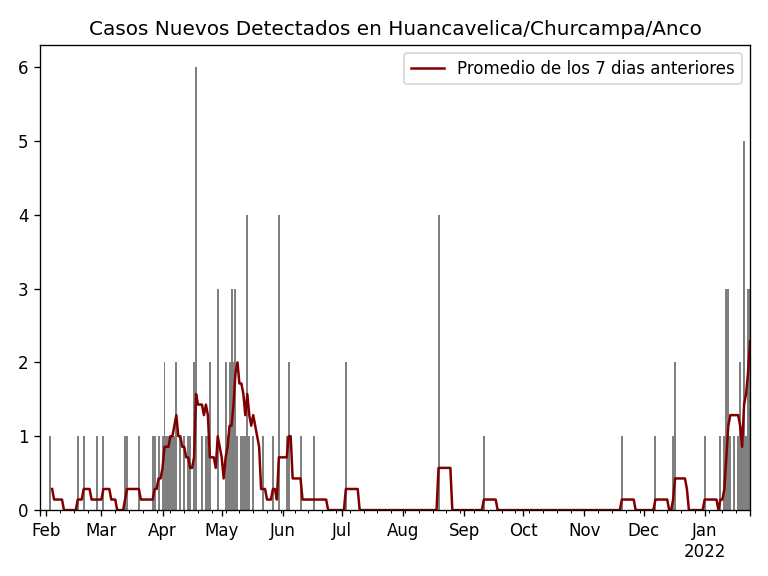 Casos Nuevos Detectados en Huancavelica/Churcampa/Anco
Promedio de los 7 dias anteriores
6
5
4
3
2
1
0
Feb Mar Apr May Jun Jul Aug Sep Oct Nov Dec Jan
2022